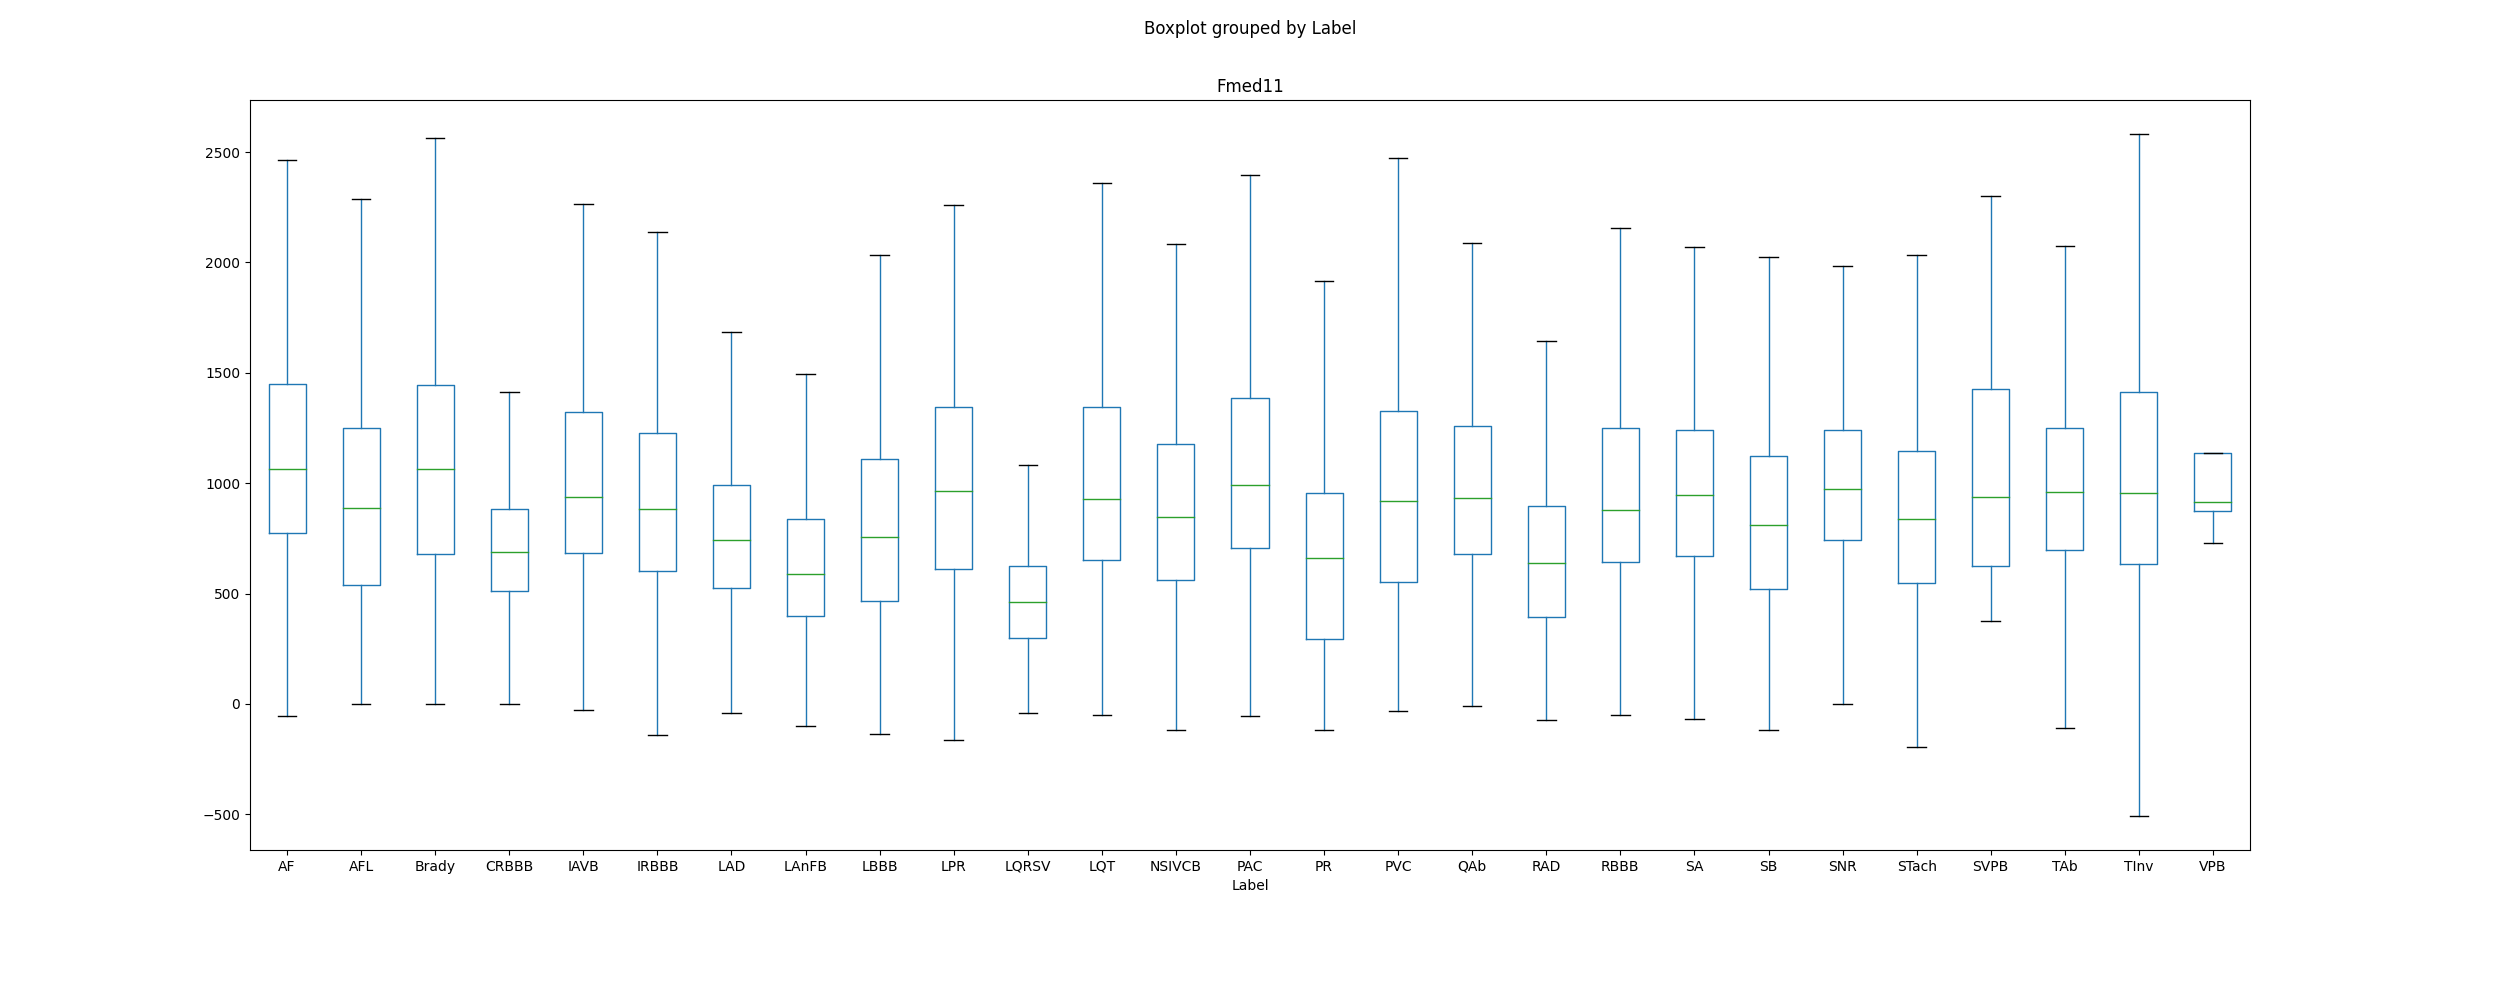 Boxplot grouped by Label
Fmed11
2500
2000
1500
1000
500
0
−500
AF AFL Brady CRBBB IAVB IRBBB LAD LAnFB LBBB LPR LQRSV LQT NSIVCB PAC PR PVC QAb RAD RBBB SA SB SNR STach SVPB TAb TInv VPB
Label